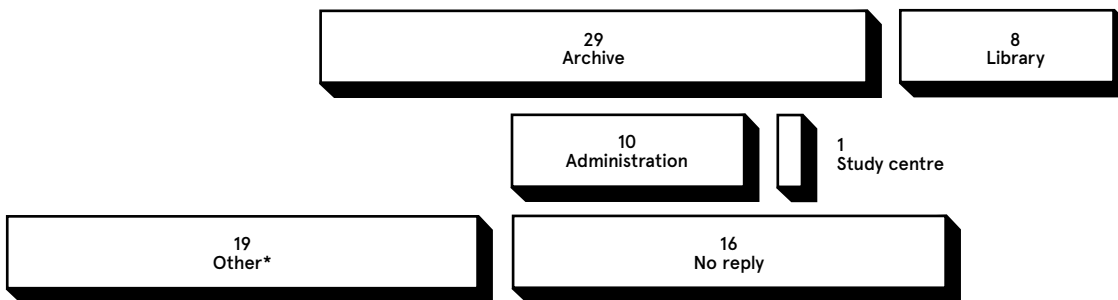 29
Archive
8
Library
10
Administration
1
Study centre
19
Other*
16
No reply